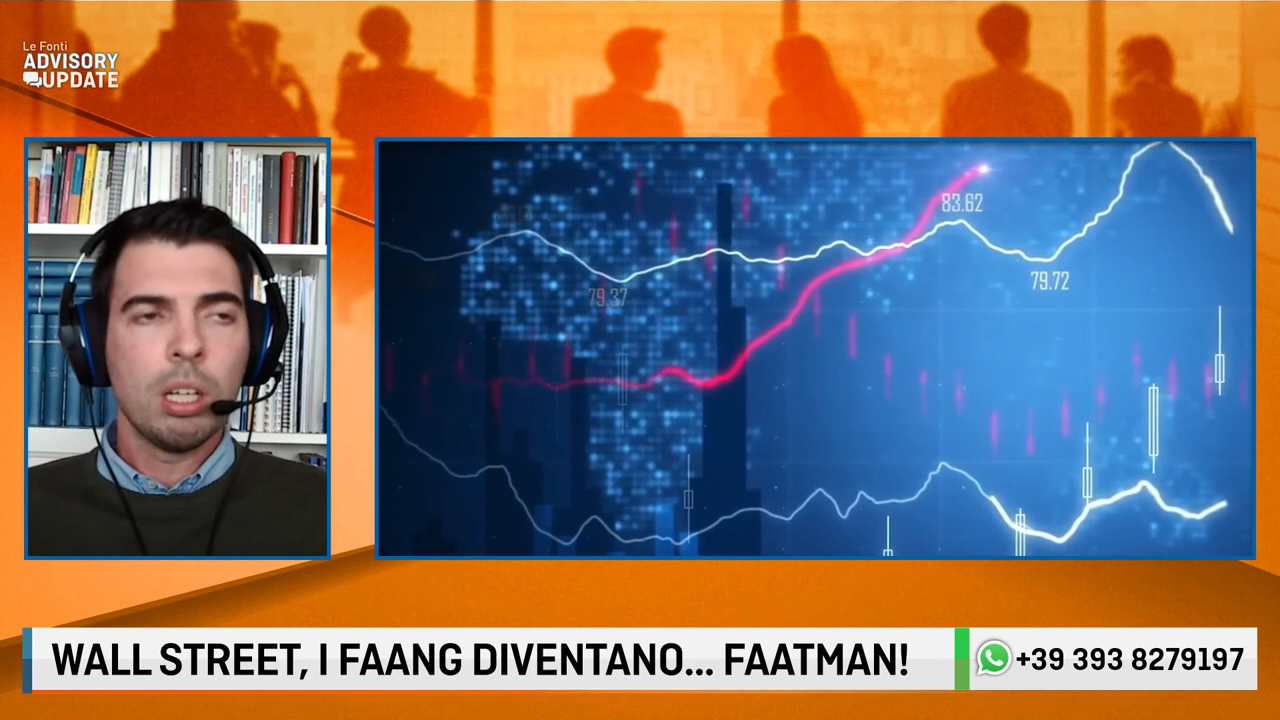 Le Fonti
ADVISORY
UPDATE
83.62
79.37
79.72
WALL STREET, I FAANG DIVENTANO... FAATMAN!
+39 393 8279197